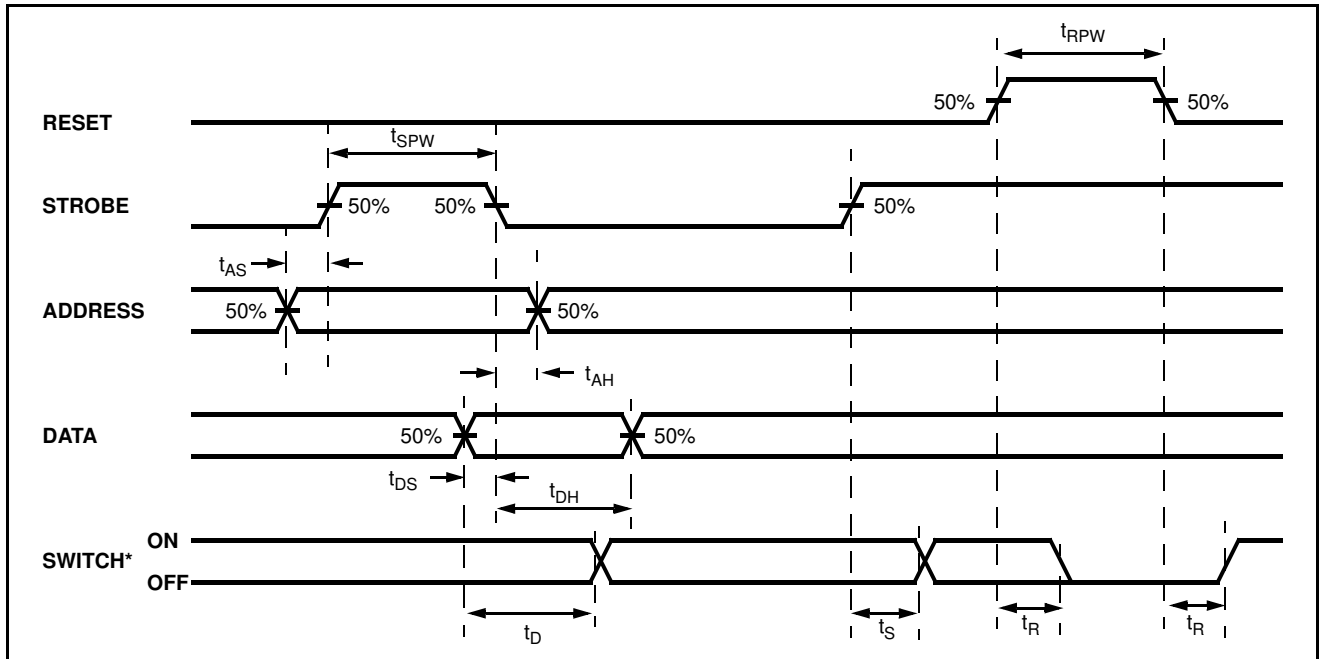 tRPW
50% 50%
RESET
tSPW
STROBE 50% 50% 50%
tAS
ADDRESS 50% 50%
tAH
DATA 50% 50%
tDS tDH
ON
SWITCH*
OFF
tD tS tR tR